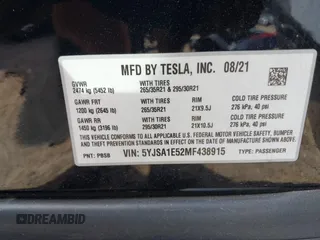 MFD BY TESLA, INC. 08/21
GVWR
2474 kg (5452 lb)
WITH TIRES
265/35R21 & 295/30R21
GAWR FRT
1200 kg (2645 lb)
WITH TIRES
265/35R21
RIM
21X9.5J
COLD TIRE PRESSURE
276 kPa, 40 psi
GAWR RR
1450 kg (3196 lb)
WITH TIRES
295/30R21
RIM
21X10.5J
COLD TIRE PRESSURE
276 kPa, 40 psi
THIS VEHICLE CONFORMS TO ALL APPLICABLE U.S. FEDERAL MOTOR VEHICLE SAFETY, BUMPER,
AND THEFT PREVENTION STANDARDS IN EFFECT ON THE DATE OF MANUFACTURE SHOWN ABOVE.
PNT: PBSB
VIN: 5YJSA1E52MF438915
TYPE: PASSENGER
DREAMBID